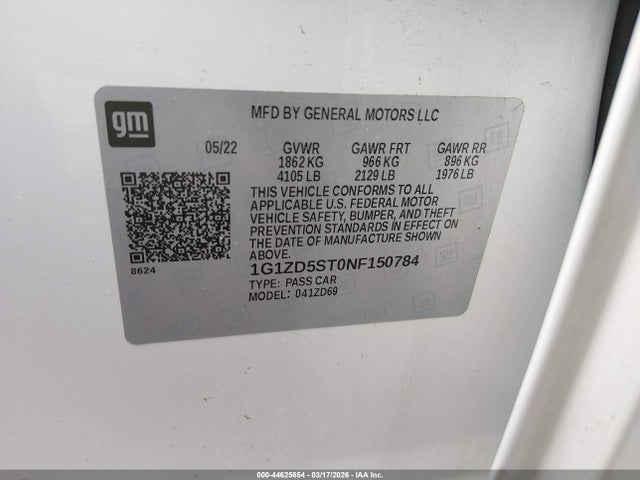 gm
MFD BY GENERAL MOTORS LLC
05/22 GVWR GAWR FRT GAWR RR
1862 KG 966 KG 896 KG
4105 LB 2129 LB 1976 LB
THIS VEHICLE CONFORMS TO ALL
APPLICABLE U.S. FEDERAL MOTOR
VEHICLE SAFETY, BUMPER, AND THEFT
PREVENTION STANDARDS IN EFFECT ON
THE DATE OF MANUFACTURE SHOWN
ABOVE.
8624
1G1ZD5ST0NF150784
TYPE: PASS CAR
MODEL: 041ZD69
000-44625654 - 03/17/2026 - IAA Inc.